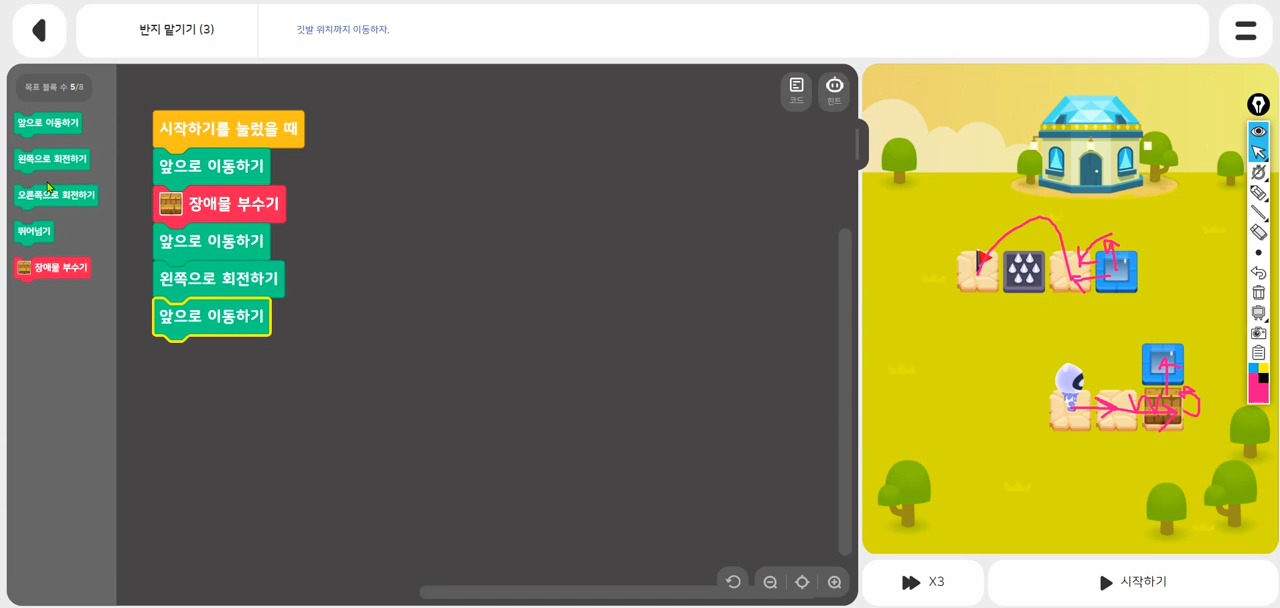 반지 맡기기 (3)
깃발 위치까지 이동하자.
목표 블록 수 5/8
앞으로 이동하기
왼쪽으로 회전하기
오른쪽으로 회전하기
뛰어넘기
장애물 부수기
코드
힌트
시작하기를 눌렀을 때
앞으로 이동하기
장애물 부수기
앞으로 이동하기
왼쪽으로 회전하기
앞으로 이동하기
X3
시작하기